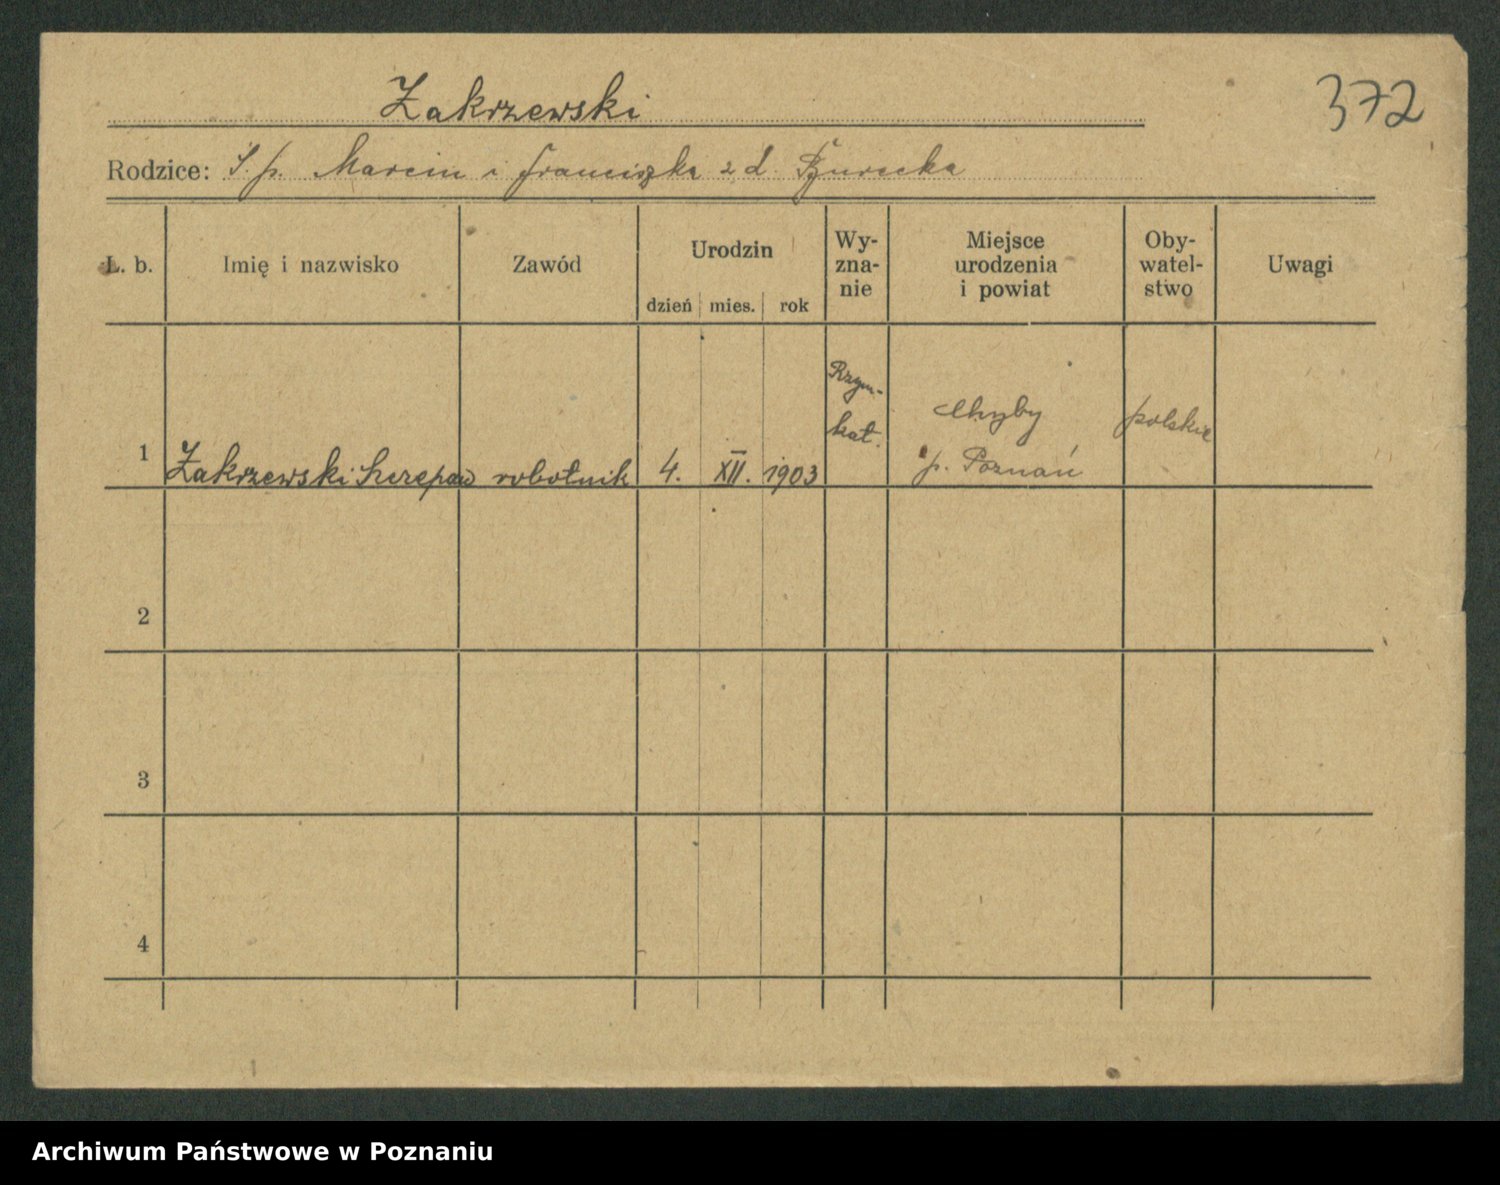 Zakrzewski
372
Rodzice: Ś. p. Marcin i Franciszka z d.
L. b.
Imię i nazwisko
Zawód
Urodzin
dzień
mies.
rok
Wy-
zna-
nie
Miejsce
urodzenia
i powiat
Oby-
watel-
stwo
Uwagi
1
Zakrzewski Szczepan
robotnik
4.
XII.
1903
Rzym-
kat.
Chyby
p. Poznań
polskie
2
3
4
Archiwum Państwowe w Poznaniu